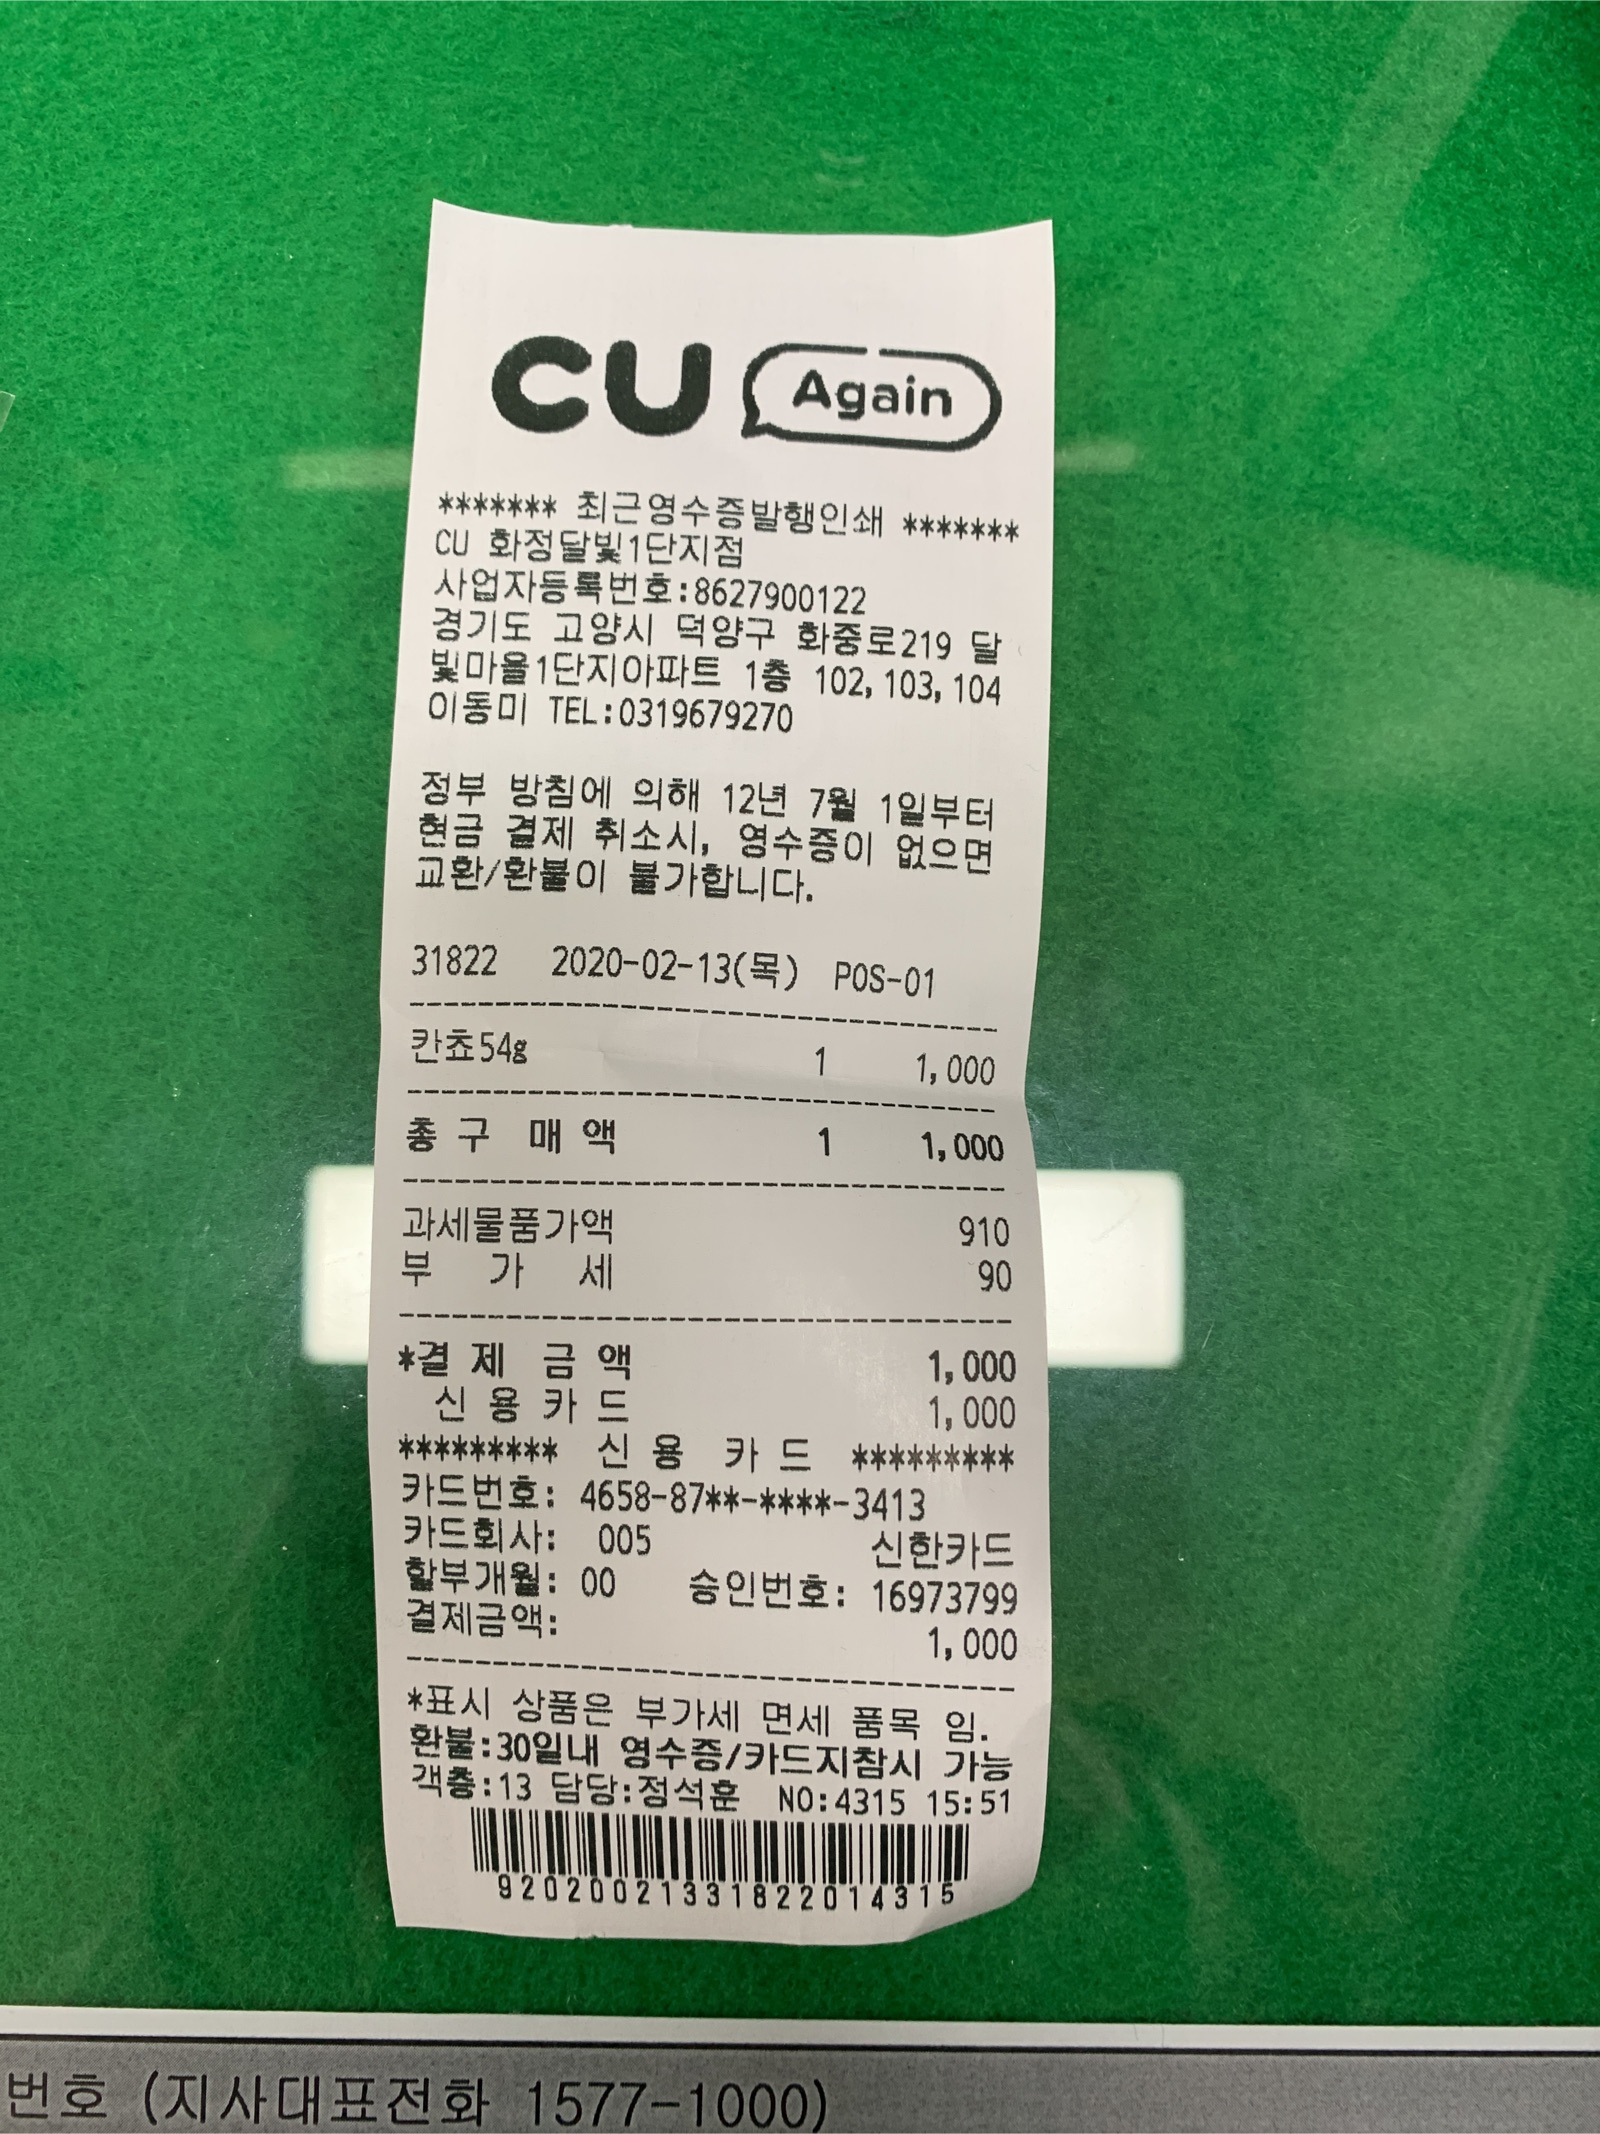 CU Again
******* 최근영수증발행인쇄 *******
CU 화정달빛1단지점
사업자등록번호:8627900122
경기도 고양시 덕양구 화중로219 달
빛마을1단지아파트 1층 102,103,104
이동미 TEL:0319679270
정부 방침에 의해 12년 7월 1일부터
현금 결제 취소시, 영수증이 없으면
교환/환불이 불가합니다.
31822 2020-02-13(목) POS-01
칸쵸54g 1 1,000
총 구 매 액 1 1,000
과세물품가액 910
부 가 세 90
*결 제 금 액 1,000
신 용 카 드 1,000
********* 신 용 카 드 *********
카드번호: 4658-87**-****-3413
카드회사: 005 신한카드
할부개월: 00 승인번호: 16973799
결제금액: 1,000
*표시 상품은 부가세 면세 품목 임.
환불:30일내 영수증/카드지참시 가능
객층:13 담당:정석훈 NO:4315 15:51
92020021331822014315
번호 (지사대표전화 1577-1000)